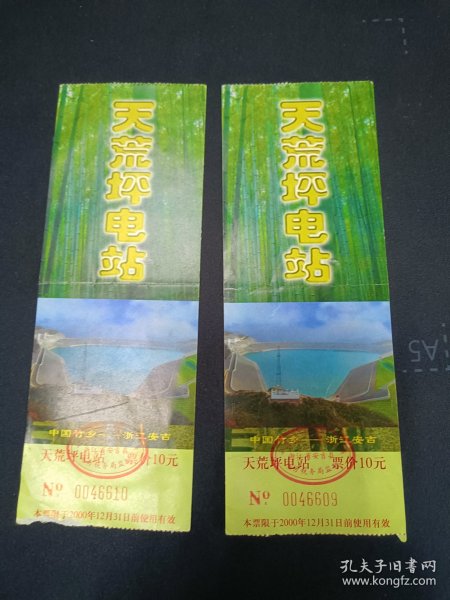 天荒坪电站
中国竹乡——浙江安吉
天荒坪电站 票价10元
No 0046610
本票限于2000年12月31日前使用有效
天荒坪电站
中国竹乡——浙江安吉
天荒坪电站 票价10元
No 0046609
本票限于2000年12月31日前使用有效
A5
孔夫子旧书网
www.kongfz.com